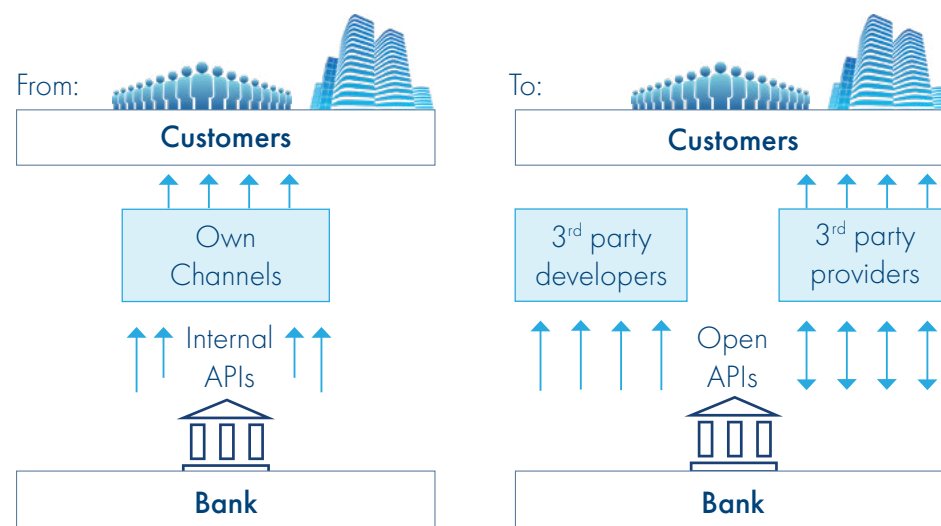 From:
Customers
Own
Channels
Internal
APIs
Bank
To:
Customers
3rd party
developers
3rd party
providers
Open
APIs
Bank